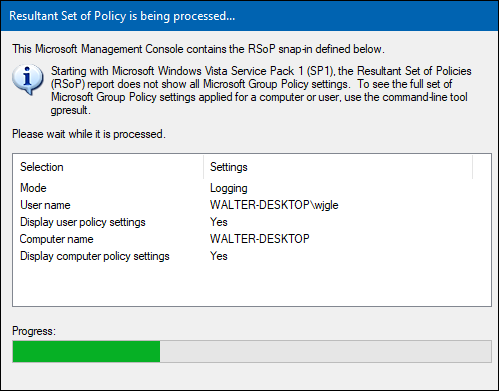 Resultant Set of Policy is being processed...
This Microsoft Management Console contains the RSoP snap-in defined below.
Starting with Microsoft Windows Vista Service Pack 1 (SP1), the Resultant Set of Policies
(RSoP) report does not show all Microsoft Group Policy settings. To see the full set of
Microsoft Group Policy settings applied for a computer or user, use the command-line tool
gpresult.
Please wait while it is processed.
Selection Settings
Mode Logging
User name WALTER-DESKTOP\wjgle
Display user policy settings Yes
Computer name WALTER-DESKTOP
Display computer policy settings Yes
Progress: